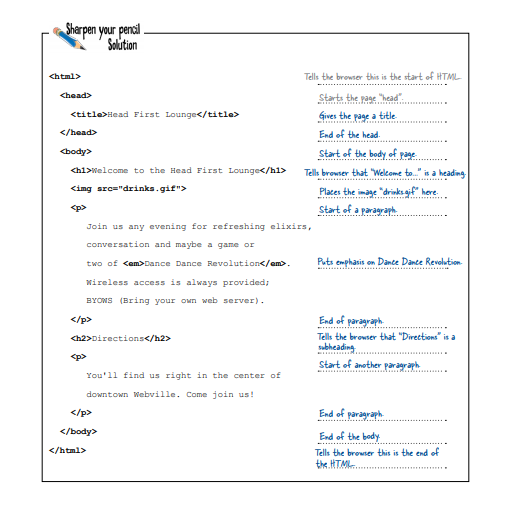 Sharpen your pencil
Solution
<html> Tells the browser this is the start of HTML.
<head> Starts the page "head".
<title>Head First Lounge</title> Gives the page a title.
</head> End of the head.
<body> Start of the body of page.
<h1>Welcome to the Head First Lounge</h1> Tells browser that "Welcome to..." is a heading.
<img src="drinks.gif"> Places the image "drinks.gif" here.
<p> Start of a paragraph.
Join us any evening for refreshing elixirs,
conversation and maybe a game or
two of <em>Dance Dance Revolution</em>. Puts emphasis on Dance Dance Revolution.
Wireless access is always provided;
BYOWS (Bring your own web server).
</p> End of paragraph.
<h2>Directions</h2> Tells the browser that "Directions" is a
subheading.
<p> Start of another paragraph.
You'll find us right in the center of
downtown Webville. Come join us!
</p> End of paragraph.
</body> End of the body.
</html> Tells the browser this is the end of
the HTML.